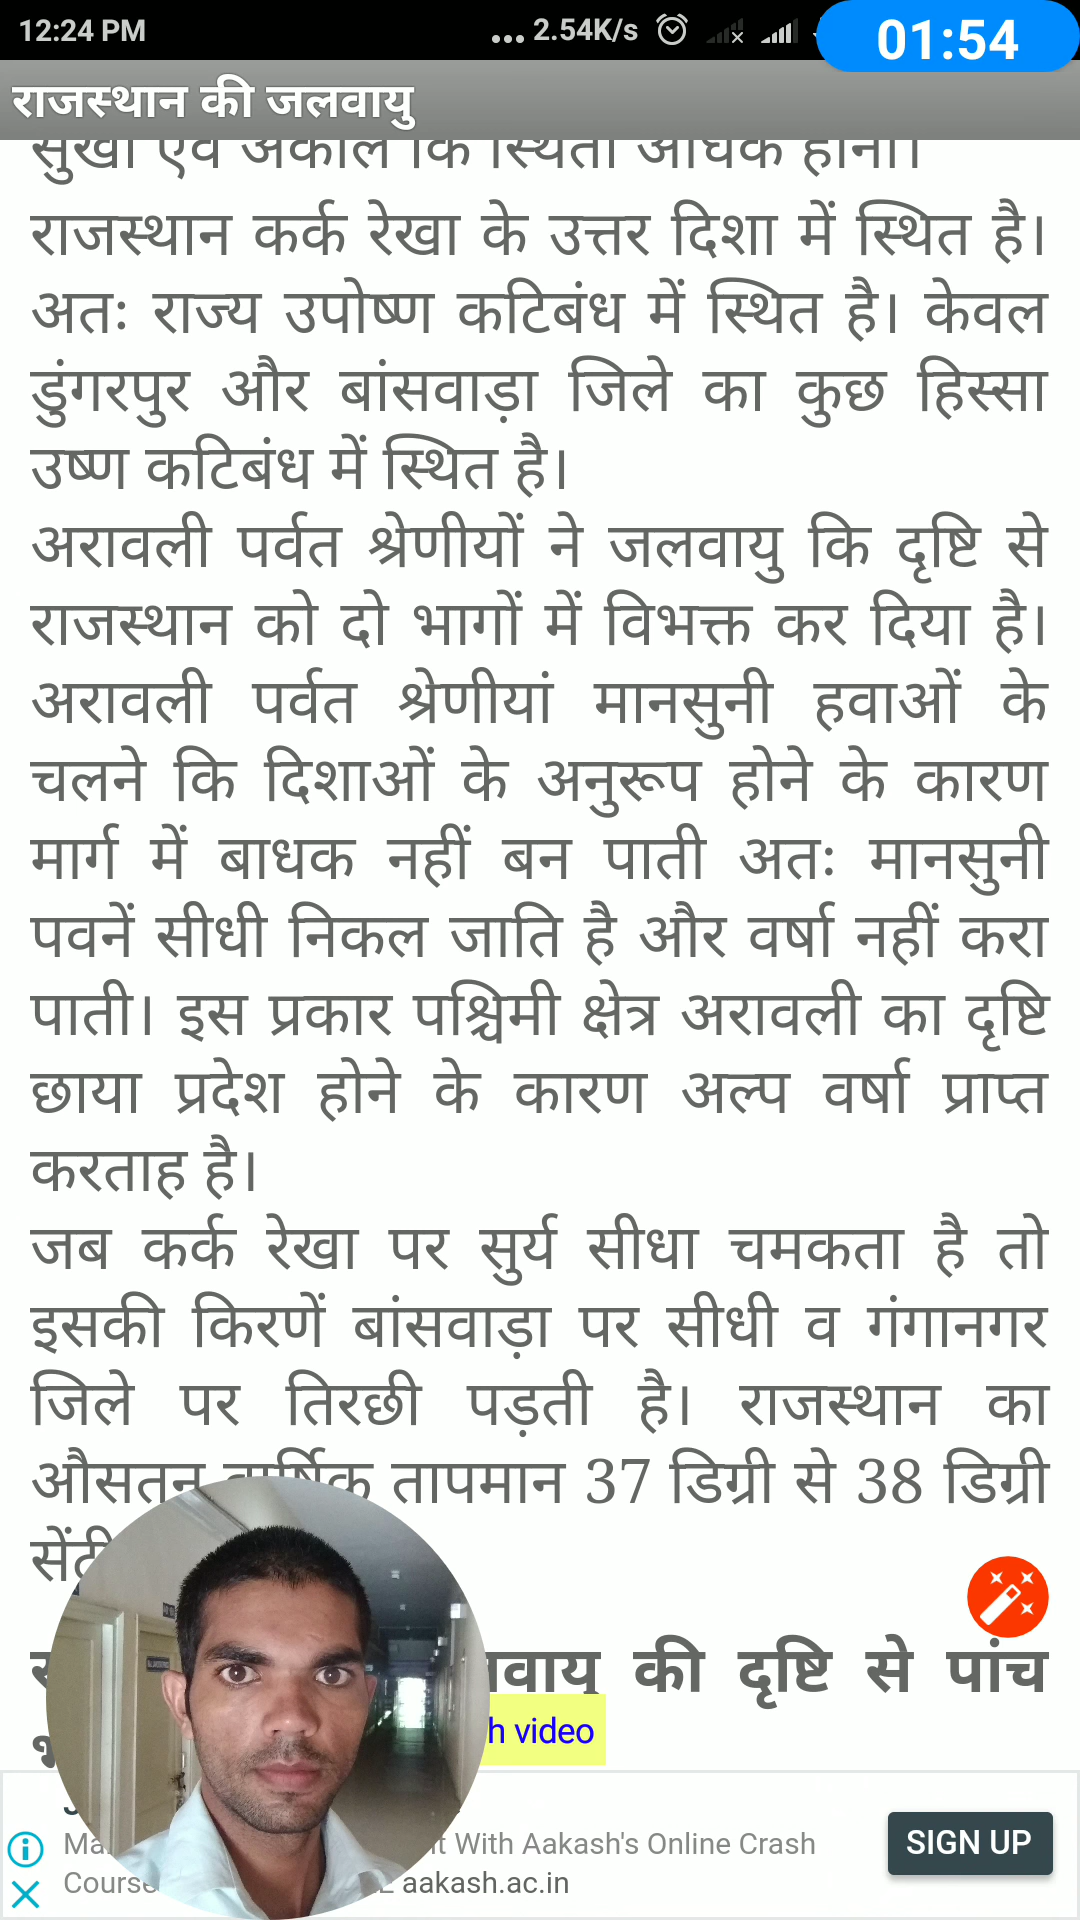 12:24 PM
... 2.54K/s
01:54
राजस्थान की जलवायु
सुखा एवं अकाल कि स्थिती अधिक होना।
राजस्थान कर्क रेखा के उत्तर दिशा में स्थित है।
अतः राज्य उपोष्ण कटिबंध में स्थित है। केवल
डुंगरपुर और बांसवाड़ा जिले का कुछ हिस्सा
उष्ण कटिबंध में स्थित है।
अरावली पर्वत श्रेणीयों ने जलवायु कि दृष्टि से
राजस्थान को दो भागों में विभक्त कर दिया है।
अरावली पर्वत श्रेणीयां मानसुनी हवाओं के
चलने कि दिशाओं के अनुरूप होने के कारण
मार्ग में बाधक नहीं बन पाती अतः मानसुनी
पवनें सीधी निकल जाति है और वर्षा नहीं करा
पाती। इस प्रकार पश्चिमी क्षेत्र अरावली का दृष्टि
छाया प्रदेश होने के कारण अल्प वर्षा प्राप्त
करताह है।
जब कर्क रेखा पर सुर्य सीधा चमकता है तो
इसकी किरणें बांसवाड़ा पर सीधी व गंगानगर
जिले पर तिरछी पड़ती है। राजस्थान का
औसतन वार्षिक तापमान 37 डिग्री से 38 डिग्री
की दृष्टि से पांच
video
With Aakash's Online Crash
Course
aakash.ac.in
SIGN UP